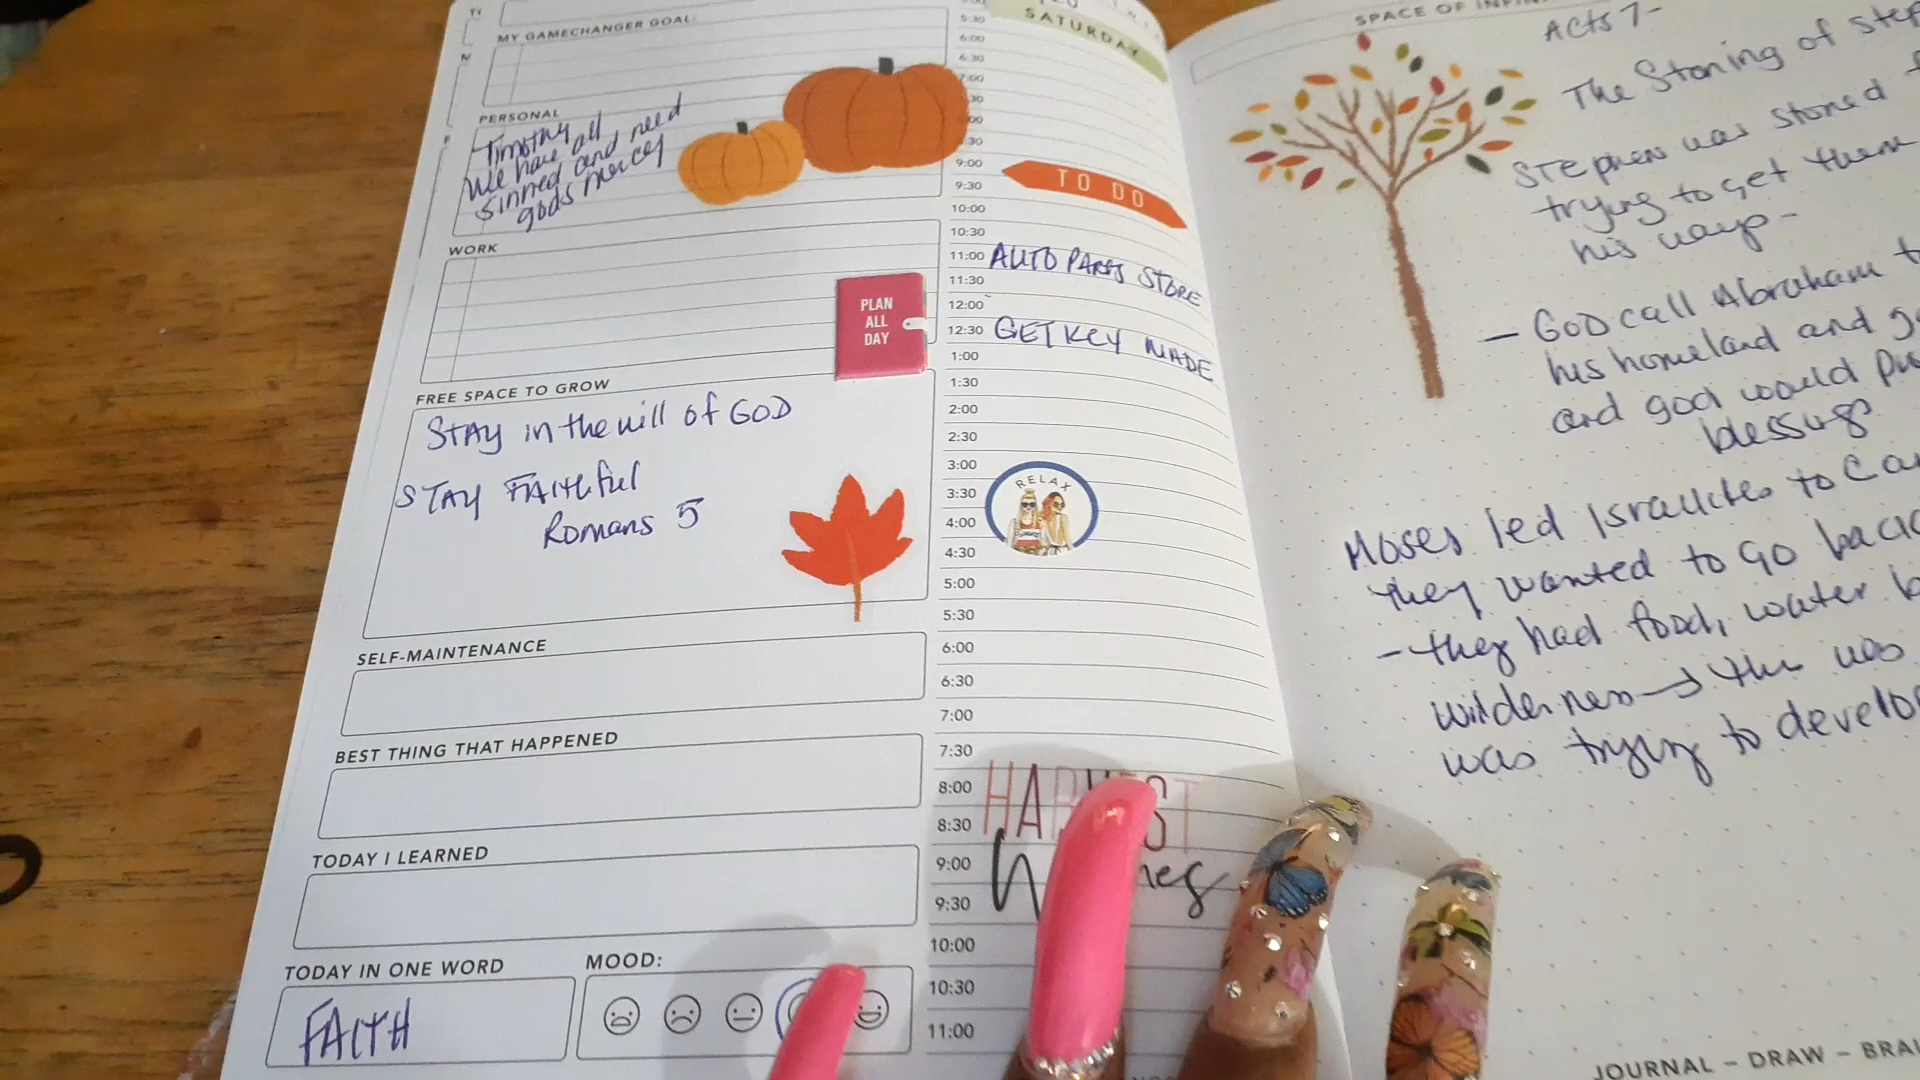 MY GAMECHANGER GOAL:
PERSONAL
Timothy
We have all
sinned and need
gods mercy
WORK
PLAN
ALL
DAY
FREE SPACE TO GROW
STAY in the will of GOD
STAY FAITHful
Romans 5
SELF-MAINTENANCE
BEST THING THAT HAPPENED
TODAY I LEARNED
TODAY IN ONE WORD
FAITH
MOOD:
SATURDAY
5:30
6:00
6:30
7:00
9:00
TO DO
9:30
10:00
10:30
11:00 AUTO PARTS STORE
11:30
12:00
12:30 GET KEY MADE
1:00
1:30
2:00
2:30
3:00
RELAX
3:30
4:00
4:30
5:00
5:30
6:00
6:30
7:00
7:30
8:00
8:30
9:00
9:30
10:00
10:30
11:00
SPACE OF
Acts 7-
The Stoning of
Stephen was stoned
trying to get them
his ways -
- GOD call Abraham
his homeland and
and god would
blessings
Moses led Israelites to
they wanted to go back
- they had food, water
wilderness → this was
was trying to
JOURNAL – DRAW –